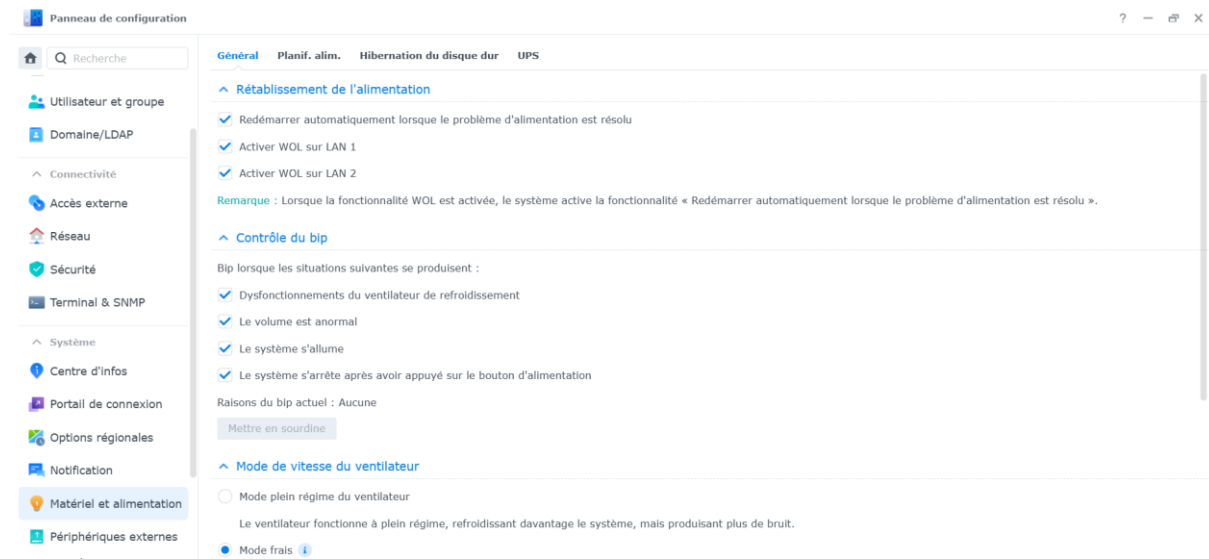 Panneau de configuration
?
Recherche
Utilisateur et groupe
Domaine/LDAP
Connectivité
Accès externe
Réseau
Sécurité
Terminal & SNMP
Système
Centre d'infos
Portail de connexion
Options régionales
Notification
Matériel et alimentation
Périphériques externes
Général Planif. alim. Hibernation du disque dur UPS
Rétablissement de l'alimentation
Redémarrer automatiquement lorsque le problème d'alimentation est résolu
Activer WOL sur LAN 1
Activer WOL sur LAN 2
Remarque : Lorsque la fonctionnalité WOL est activée, le système active la fonctionnalité « Redémarrer automatiquement lorsque le problème d'alimentation est résolu ».
Contrôle du bip
Bip lorsque les situations suivantes se produisent :
Dysfonctionnements du ventilateur de refroidissement
Le volume est anormal
Le système s'allume
Le système s'arrête après avoir appuyé sur le bouton d'alimentation
Raisons du bip actuel : Aucune
Mettre en sourdine
Mode de vitesse du ventilateur
Mode plein régime du ventilateur
Le ventilateur fonctionne à plein régime, refroidissant davantage le système, mais produisant plus de bruit.
Mode frais i